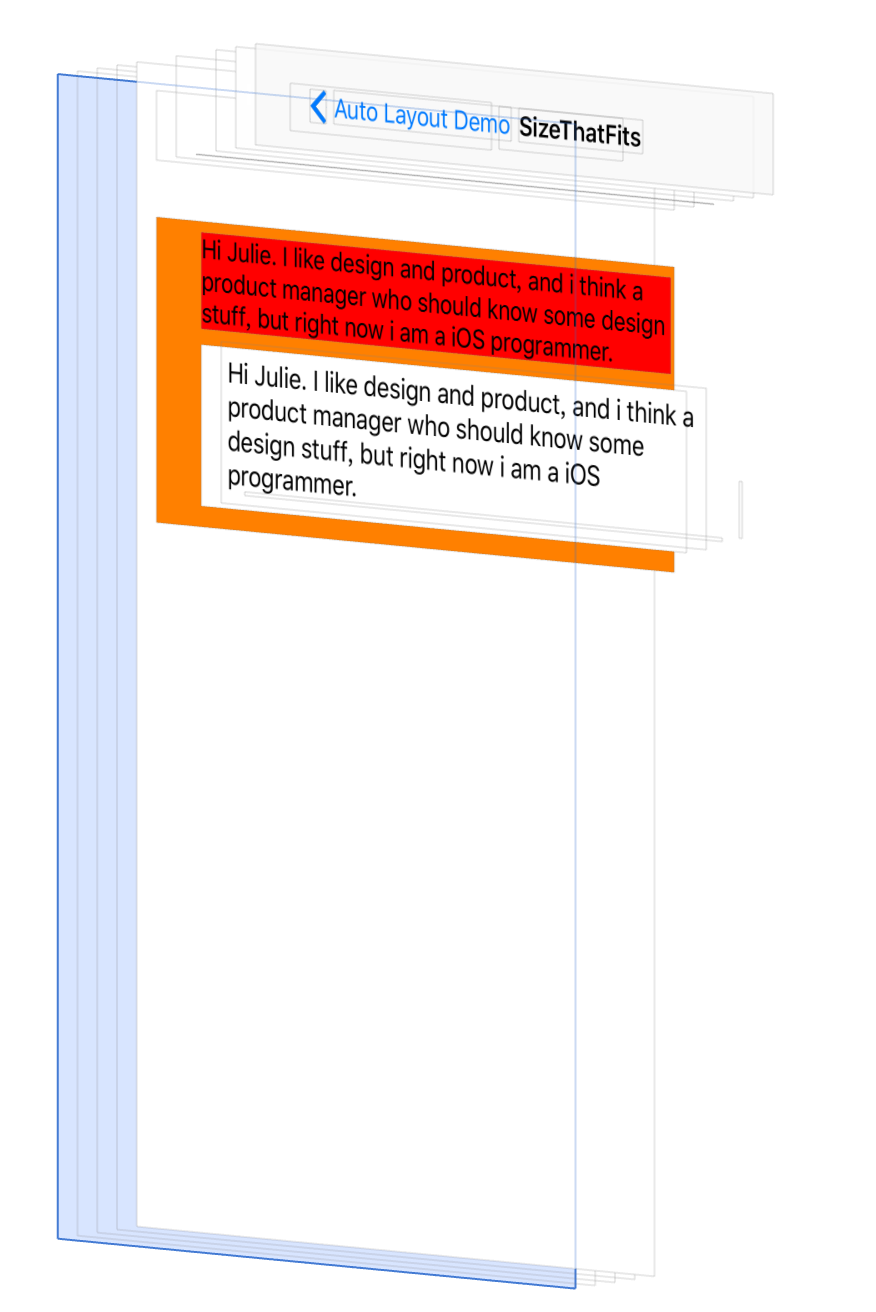 Auto Layout Demo SizeThatFits
Hi Julie. I like design and product, and i think a
product manager who should know some design
stuff, but right now i am a iOS programmer.
Hi Julie. I like design and product, and i think a
product manager who should know some
design stuff, but right now i am a iOS
programmer.